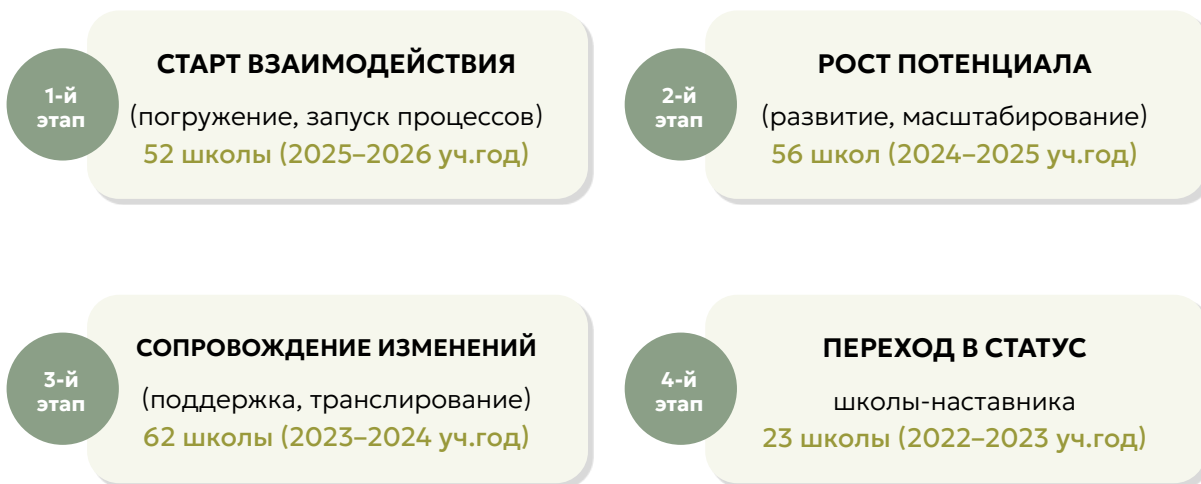 1-й
этап
СТАРТ ВЗАИМОДЕЙСТВИЯ
(погружение, запуск процессов)
52 школы (2025–2026 уч.год)
2-й
этап
РОСТ ПОТЕНЦИАЛА
(развитие, масштабирование)
56 школ (2024–2025 уч.год)
3-й
этап
СОПРОВОЖДЕНИЕ ИЗМЕНЕНИЙ
(поддержка, транслирование)
62 школы (2023–2024 уч.год)
4-й
этап
ПЕРЕХОД В СТАТУС
школы-наставника
23 школы (2022–2023 уч.год)